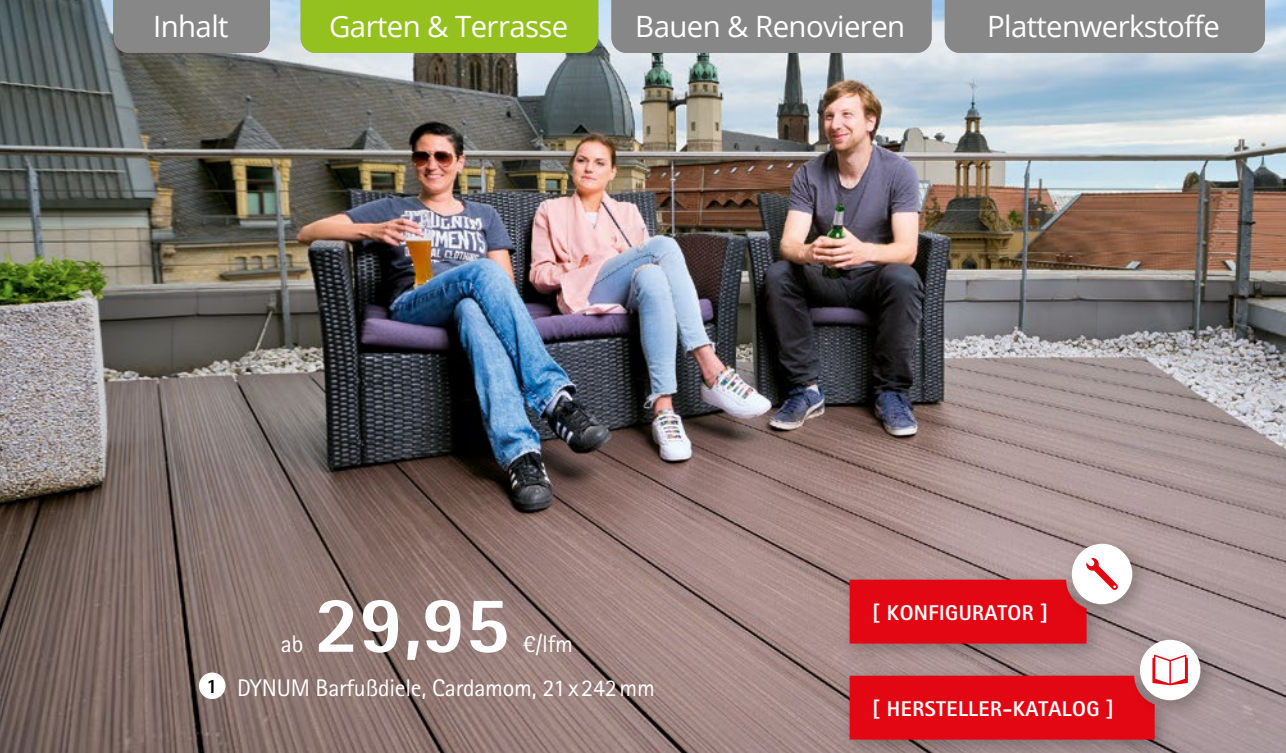 Inhalt
Garten & Terrasse
Bauen & Renovieren
Plattenwerkstoffe
ab 29,95 €/lfm
1 DYNUM Barfußdiele, Cardamom, 21 x 242 mm
[ KONFIGURATOR ]
[ HERSTELLER-KATALOG ]